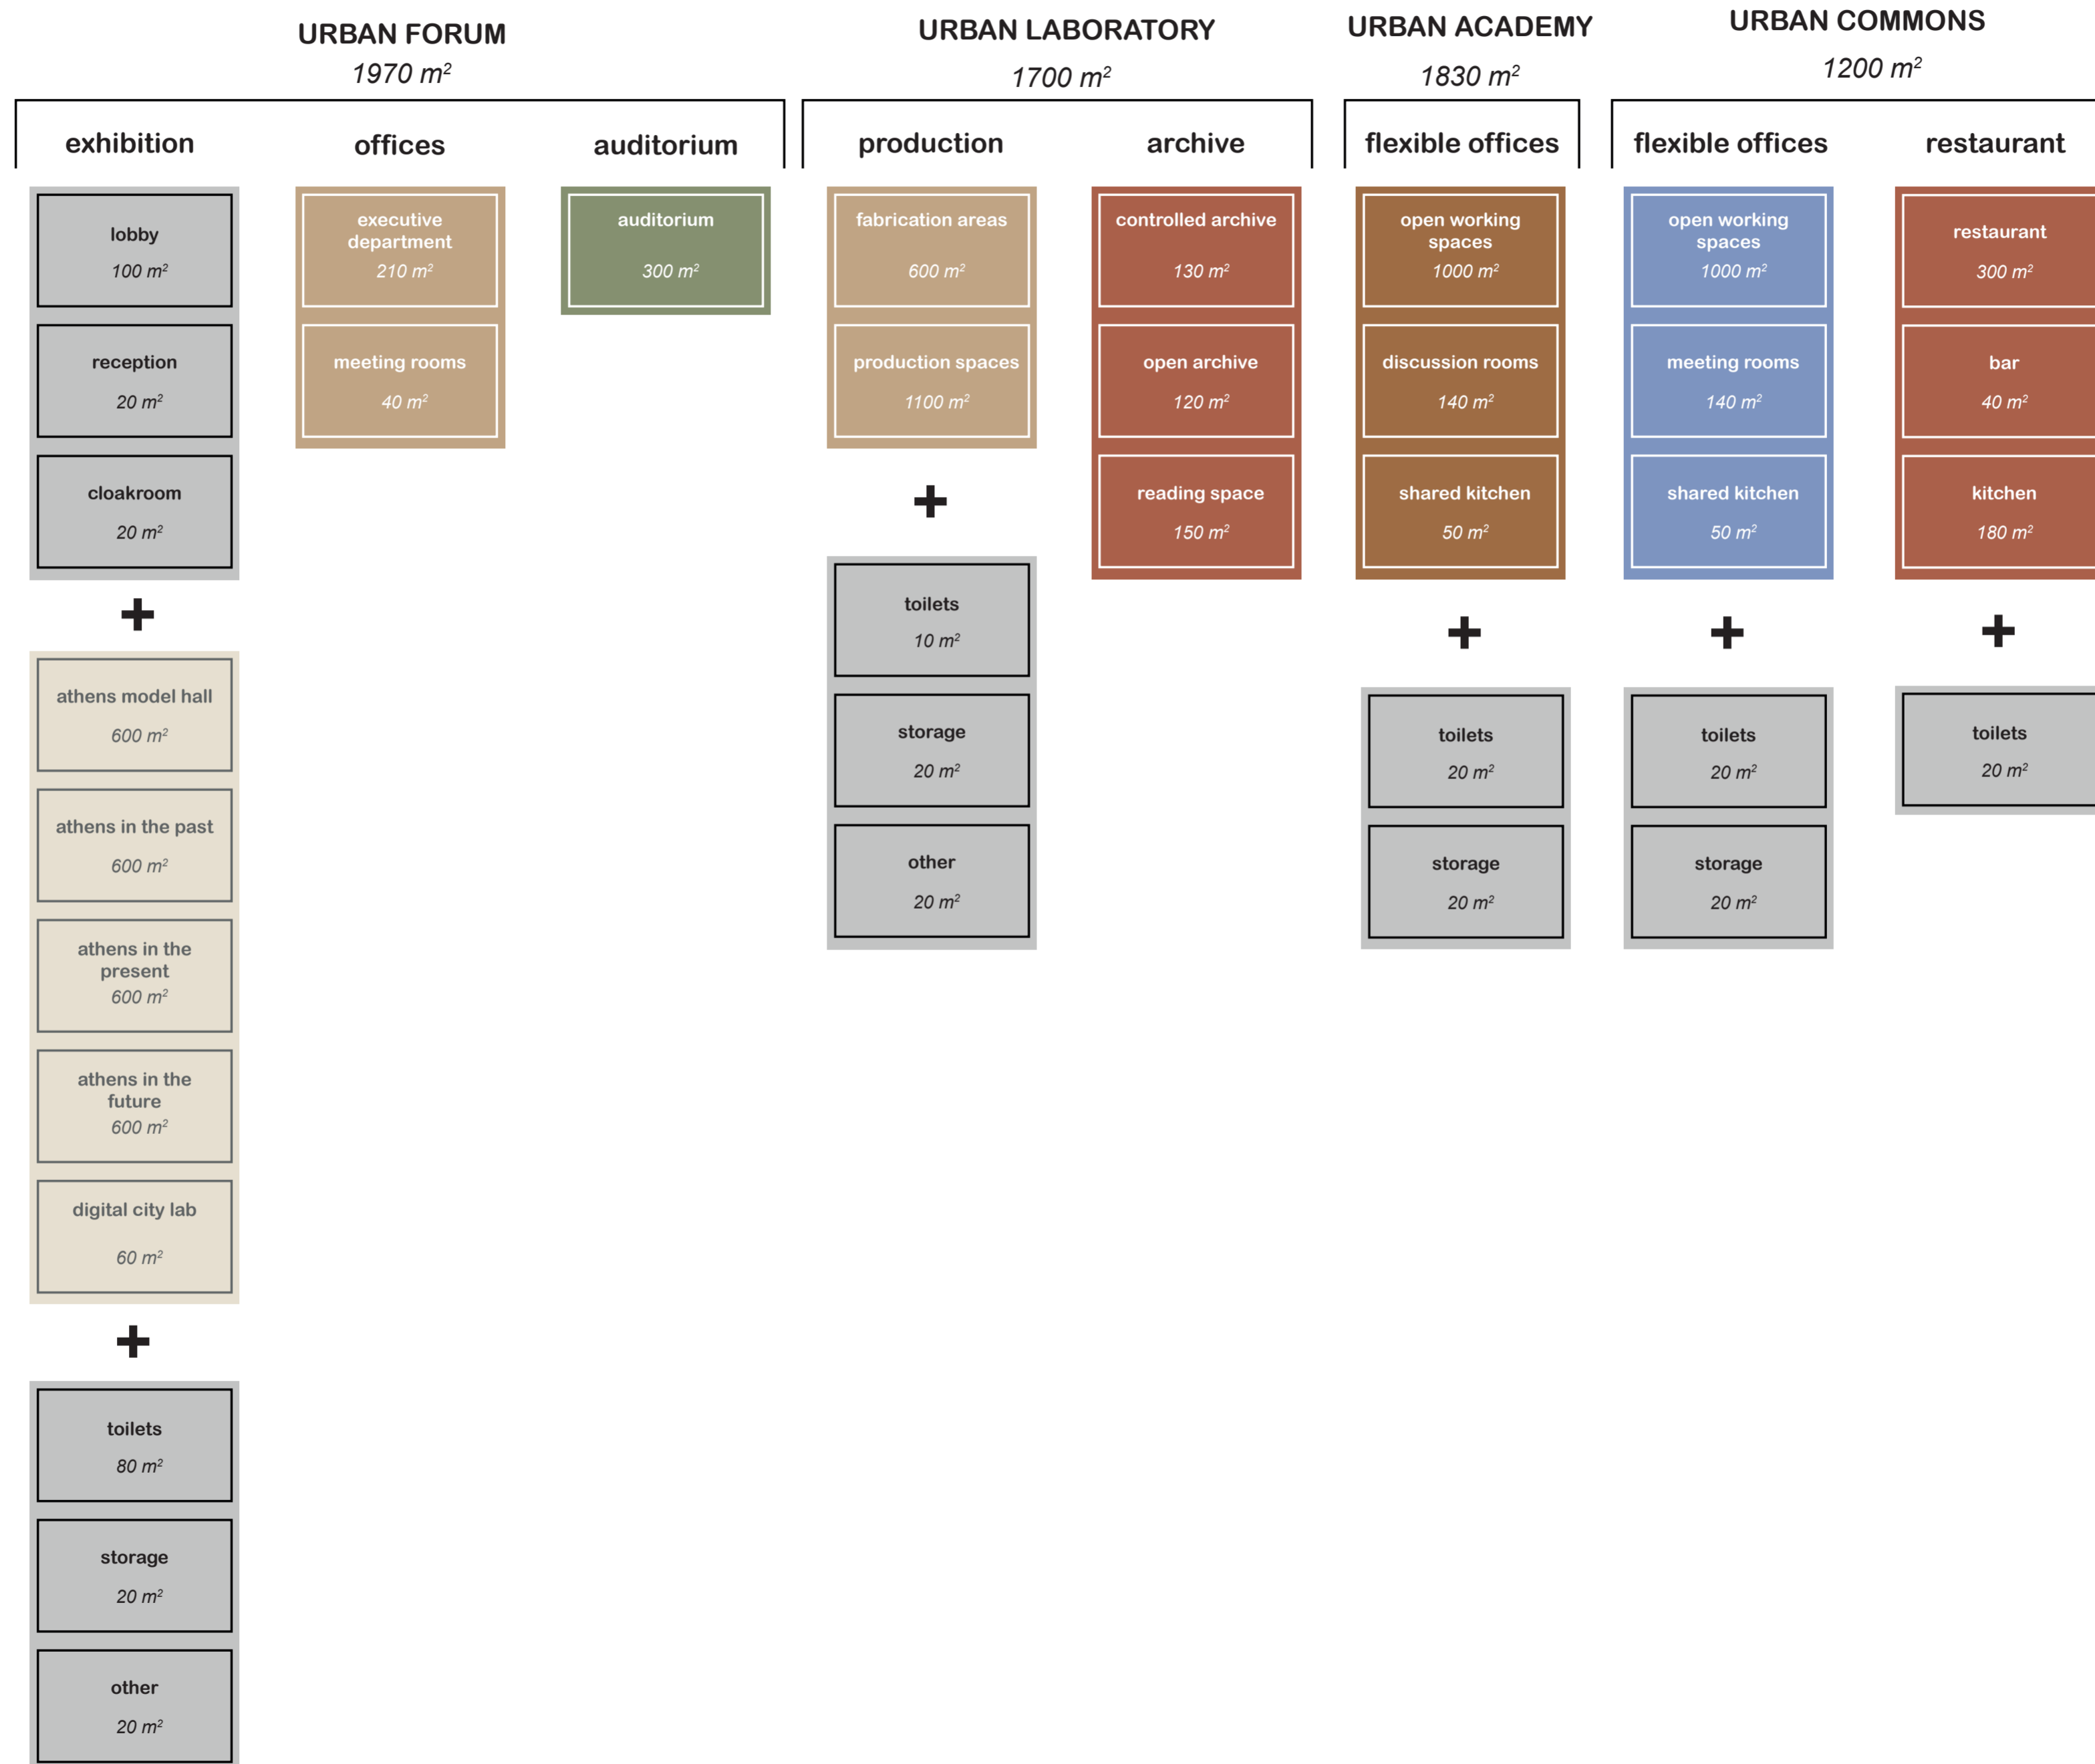 URBAN FORUM
1970 m²
exhibition
offices
auditorium
lobby
100 m²
reception
20 m²
cloakroom
20 m²
+
athens model hall
600 m²
athens in the past
600 m²
athens in the
present
600 m²
athens in the
future
600 m²
digital city lab
60 m²
+
toilets
80 m²
storage
20 m²
other
20 m²
executive
department
210 m²
meeting rooms
40 m²
auditorium
300 m²
URBAN LABORATORY
1700 m²
production
archive
fabrication areas
600 m²
production spaces
1100 m²
+
toilets
10 m²
storage
20 m²
other
20 m²
controlled archive
130 m²
open archive
120 m²
reading space
150 m²
URBAN ACADEMY
1830 m²
flexible offices
open working
spaces
1000 m²
discussion rooms
140 m²
shared kitchen
50 m²
+
toilets
20 m²
storage
20 m²
URBAN COMMONS
1200 m²
flexible offices
restaurant
open working
spaces
1000 m²
meeting rooms
140 m²
shared kitchen
50 m²
+
toilets
20 m²
storage
20 m²
restaurant
300 m²
bar
40 m²
kitchen
180 m²
+
toilets
20 m²